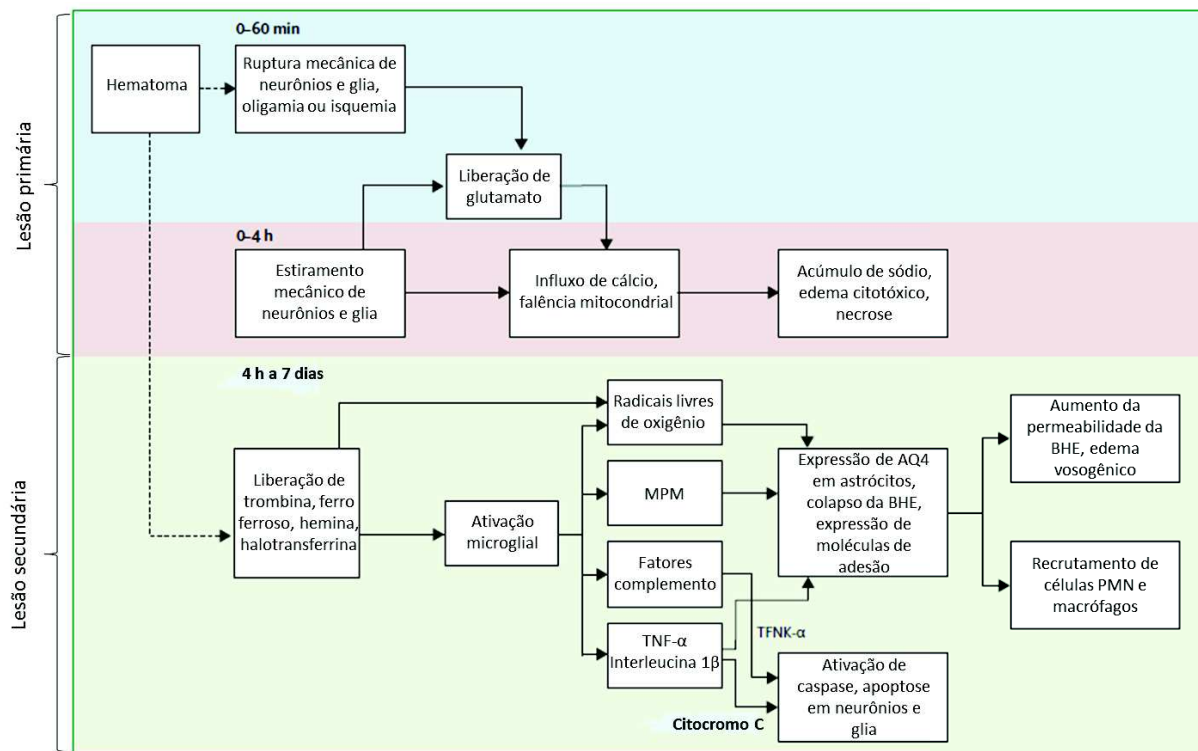 Lesão primária
0–60 min
Hematoma
Ruptura mecânica de
neurônios e glia,
oligamia ou isquemia
Liberação de
glutamato
0–4 h
Estiramento
mecânico de
neurônios e glia
Influxo de cálcio,
falência mitocondrial
Acúmulo de sódio,
edema citotóxico,
necrose
Lesão secundária
4 h a 7 dias
Liberação de
trombina, ferro
ferroso, hemina,
halotransferrina
Ativação
microglial
Radicais livres
de oxigênio
MPM
Fatores
complemento
TNF-α
Interleucina 1β
TFNK-α
Citocromo C
Expressão de AQ4
em astrócitos,
colapso da BHE,
expressão de
moléculas de
adesão
Ativação de
caspase, apoptose
em neurônios e
glia
Aumento da
permeabilidade da
BHE, edema
vosogênico
Recrutamento de
células PMN e
macrófagos